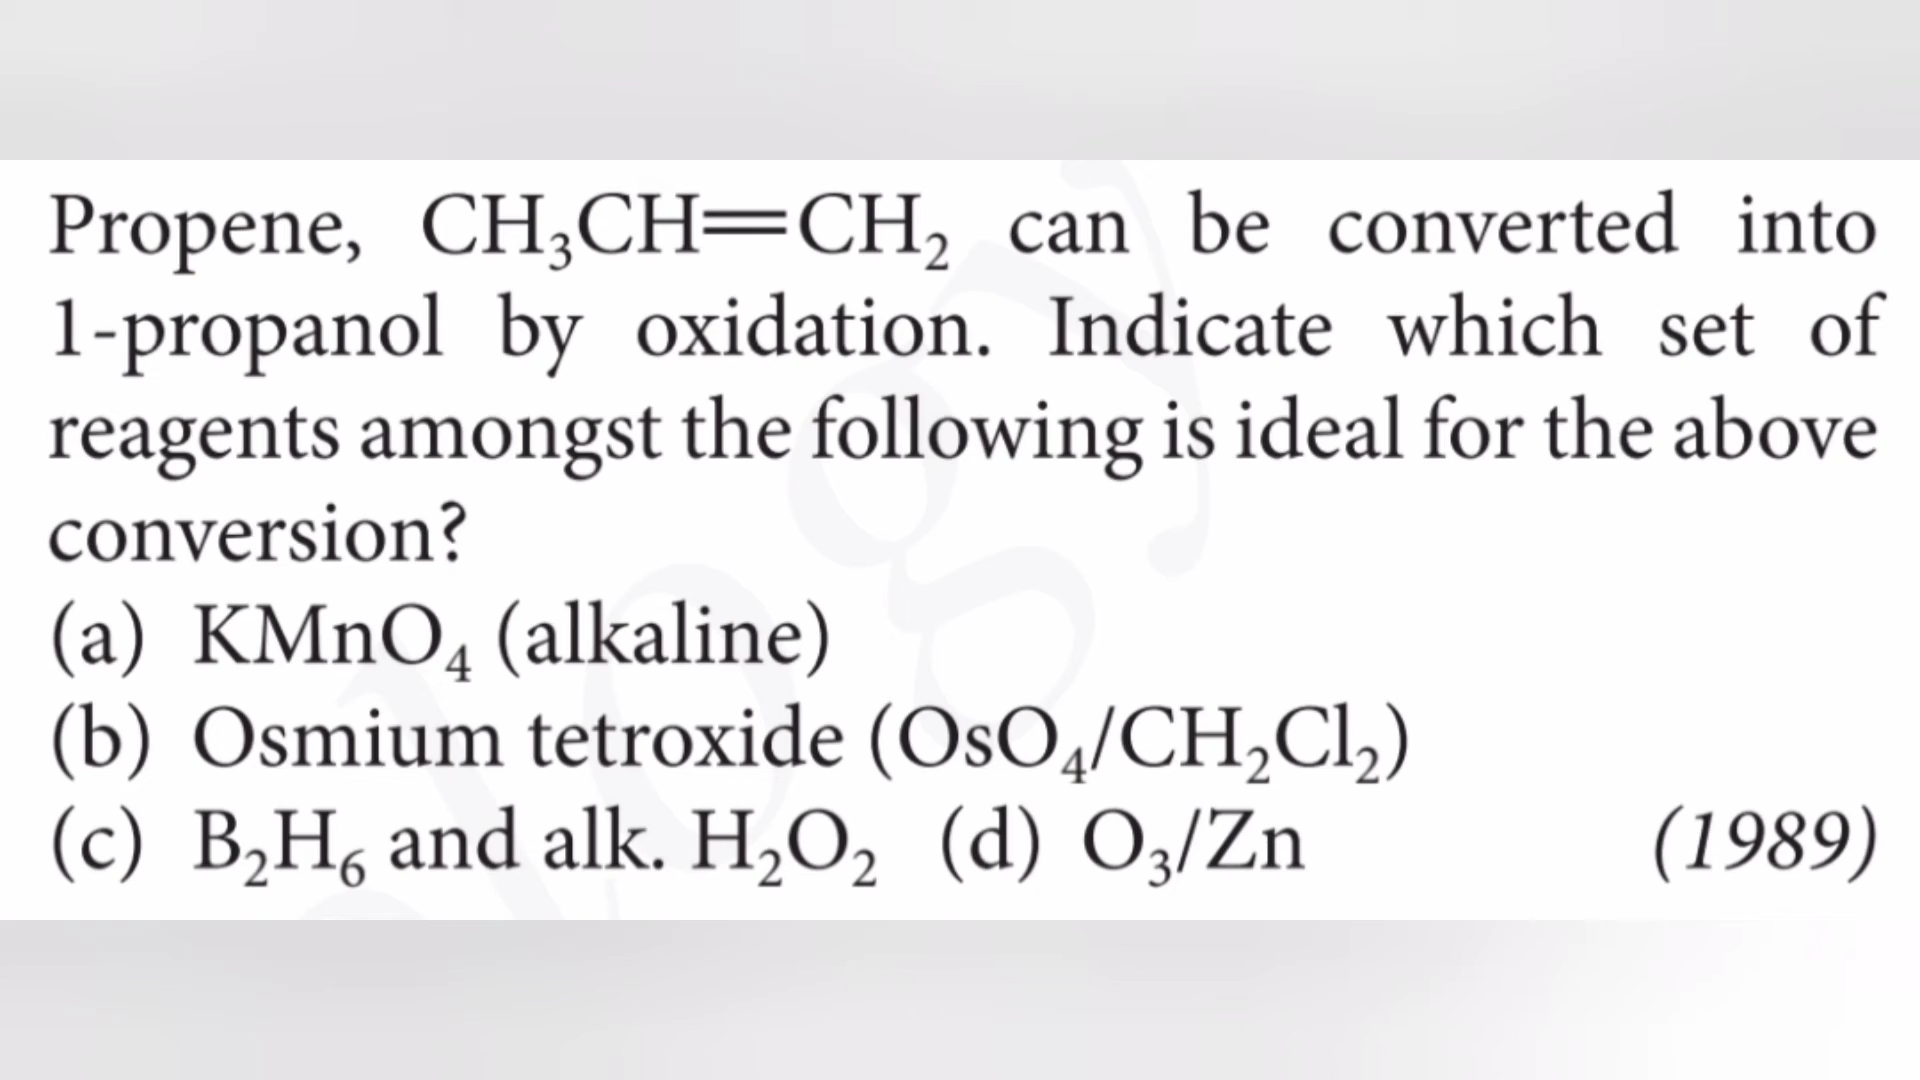 Propene, CH₃CH=CH₂ can be converted into
1-propanol by oxidation. Indicate which set of
reagents amongst the following is ideal for the above
conversion?
(a) KMnO₄ (alkaline)
(b) Osmium tetroxide (OsO₄/CH₂Cl₂)
(c) B₂H₆ and alk. H₂O₂ (d) O₃/Zn (1989)